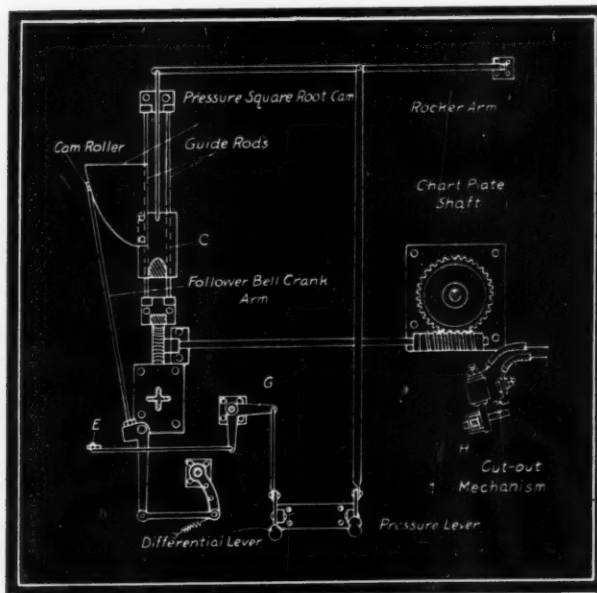 Pressure Square Root Cam
Rocker Arm
Cam Roller
Guide Rods
Chart Plate
Shaft
C
Follower Bell Crank
Arm
G
E
H
Cut-out
Mechanism
Pressure Lever
Differential Lever